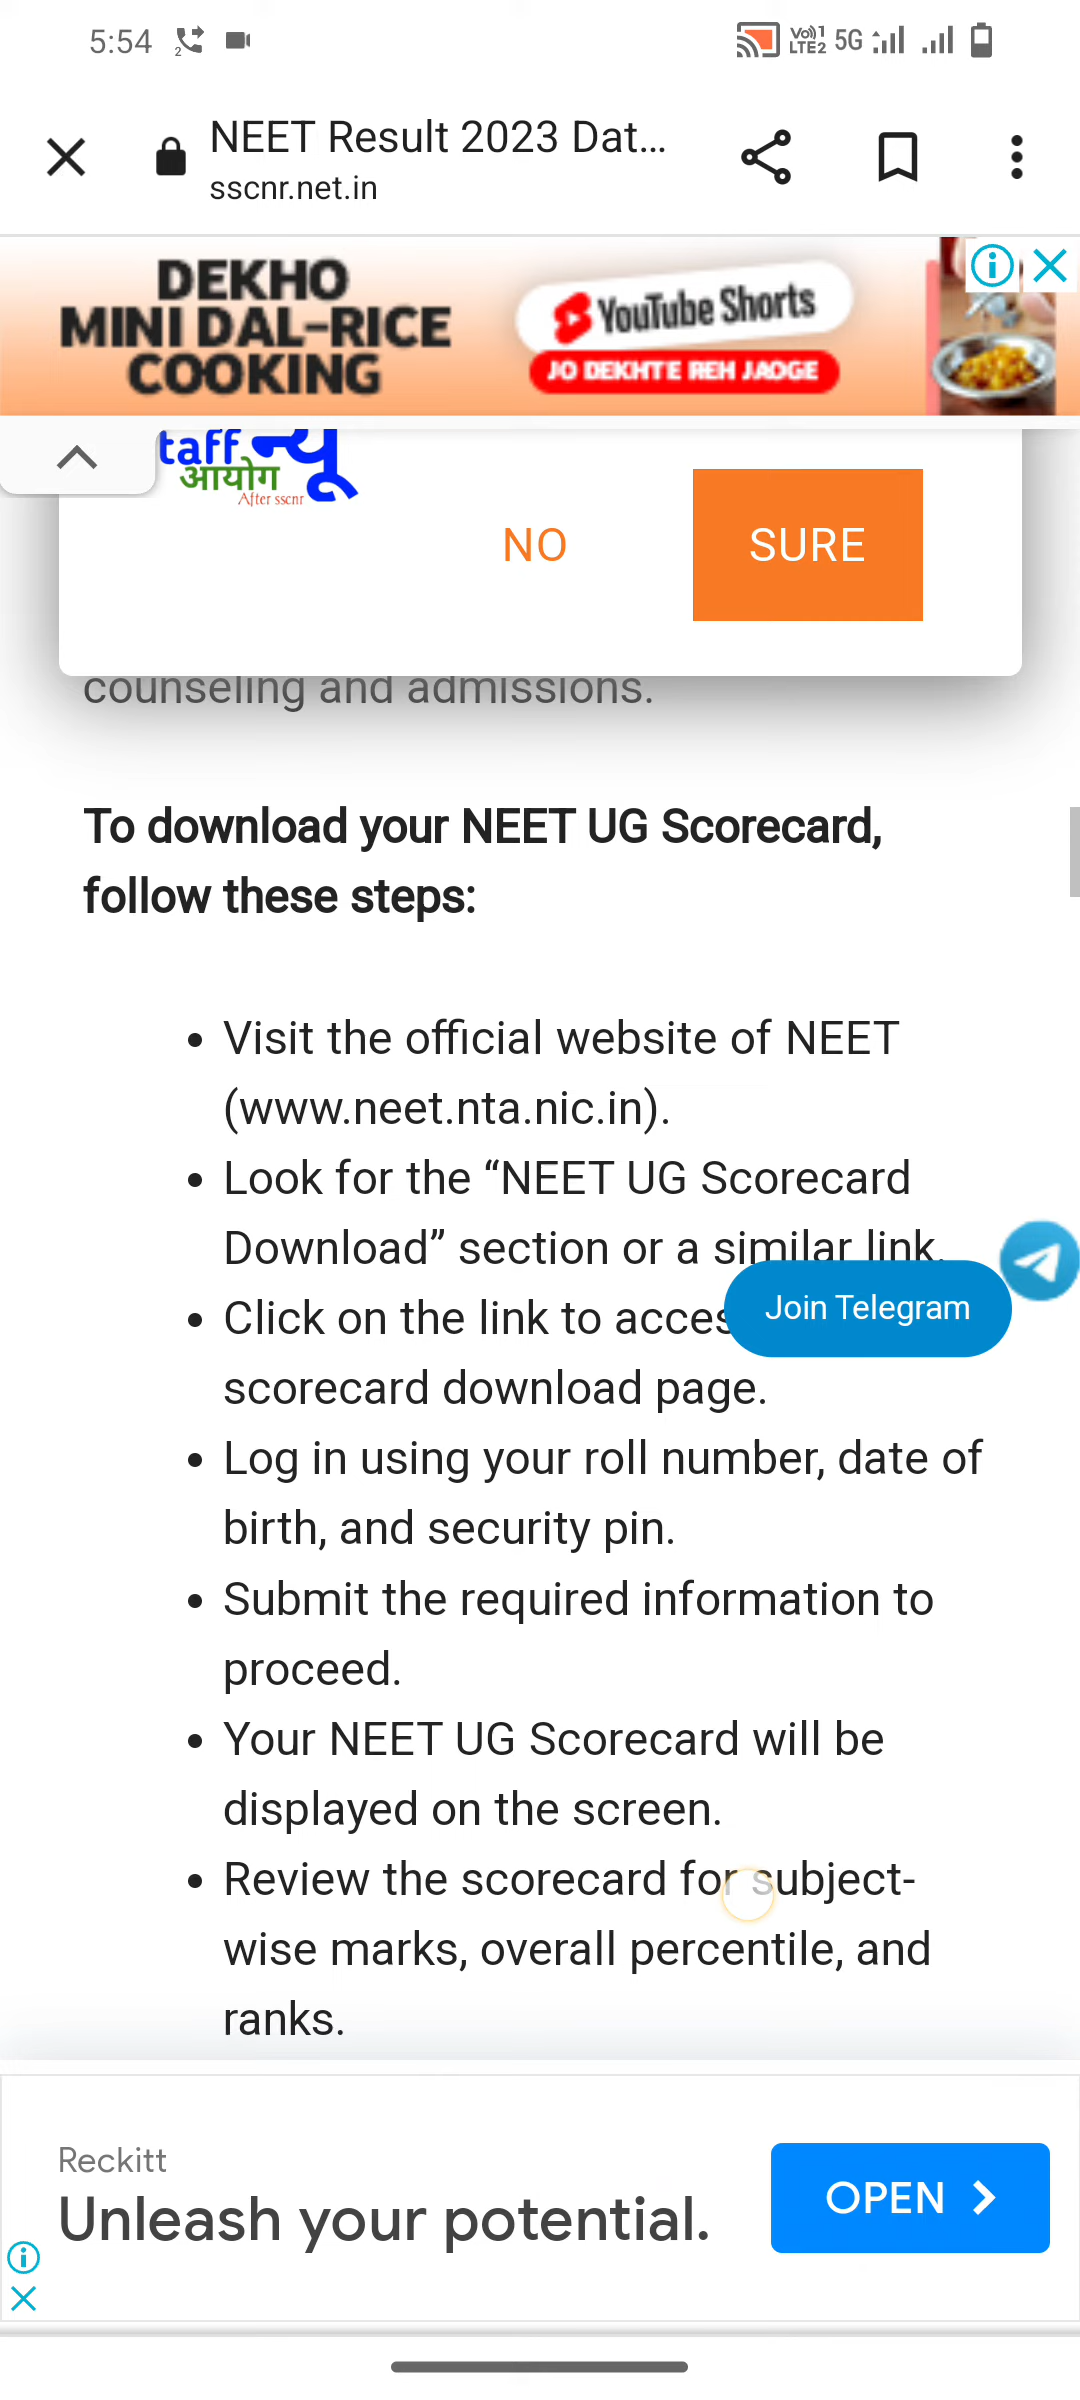 5:54
2
Vo)) 1
LTE2
5G
NEET Result 2023 Dat...
sscnr.net.in
DEKHO
MINI DAL-RICE
COOKING
YouTube Shorts
JO DEKHTE REH JAOGE
taff न्यू
आयोग
After sscnr
NO
SURE
counseling and admissions.
To download your NEET UG Scorecard,
follow these steps:
• Visit the official website of NEET
(www.neet.nta.nic.in).
• Look for the “NEET UG Scorecard
Download” section or a similar link.
• Click on the link to acces
Join Telegram
scorecard download page.
• Log in using your roll number, date of
birth, and security pin.
• Submit the required information to
proceed.
• Your NEET UG Scorecard will be
displayed on the screen.
• Review the scorecard for subject-
wise marks, overall percentile, and
ranks.
Reckitt
Unleash your potential.
OPEN